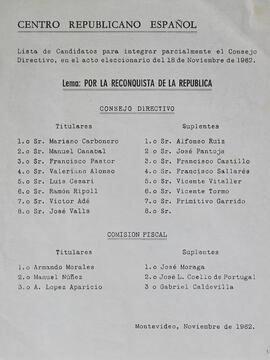 CENTRO REPUBLICANO ESPAÑOL
Lista de Candidatos para integrar parcialmente el Consejo
Directivo, en el acto eleccionario del 18 de Noviembre de 1962.
Lema: POR LA RECONQUISTA DE LA REPUBLICA
CONSEJO DIRECTIVO
Titulares Suplentes
1.o Sr. Mariano Carbonero 1.o Sr. Alfonso Ruiz
2.o Sr. Manuel Canabal 2.o Sr. José Pantoja
3.o Sr. Francisco Pastor 3.o Sr. Francisco Castillo
4.o Sr. Valeriano Alonso 4.o Sr. Francisco Sallarés
5.o Sr. Luis Cesari 5.o Sr. Vicente Vitaller
6.o Sr. Ramón Ripoll 6.o Sr. Vicente Tormo
7.o Sr. Víctor Adé 7.o Sr. Primitivo Garrido
8.o Sr. José Valls 8.o Sr.
COMISION FISCAL
Titulares Suplentes
1.o Armando Morales 1.o José Moraga
2.o Manuel Núñez 2.o José L. Coello de Portugal
3.o A. Lopez Aparicio 3.o Gabriel Caldevilla
Montevideo, Noviembre de 1962.